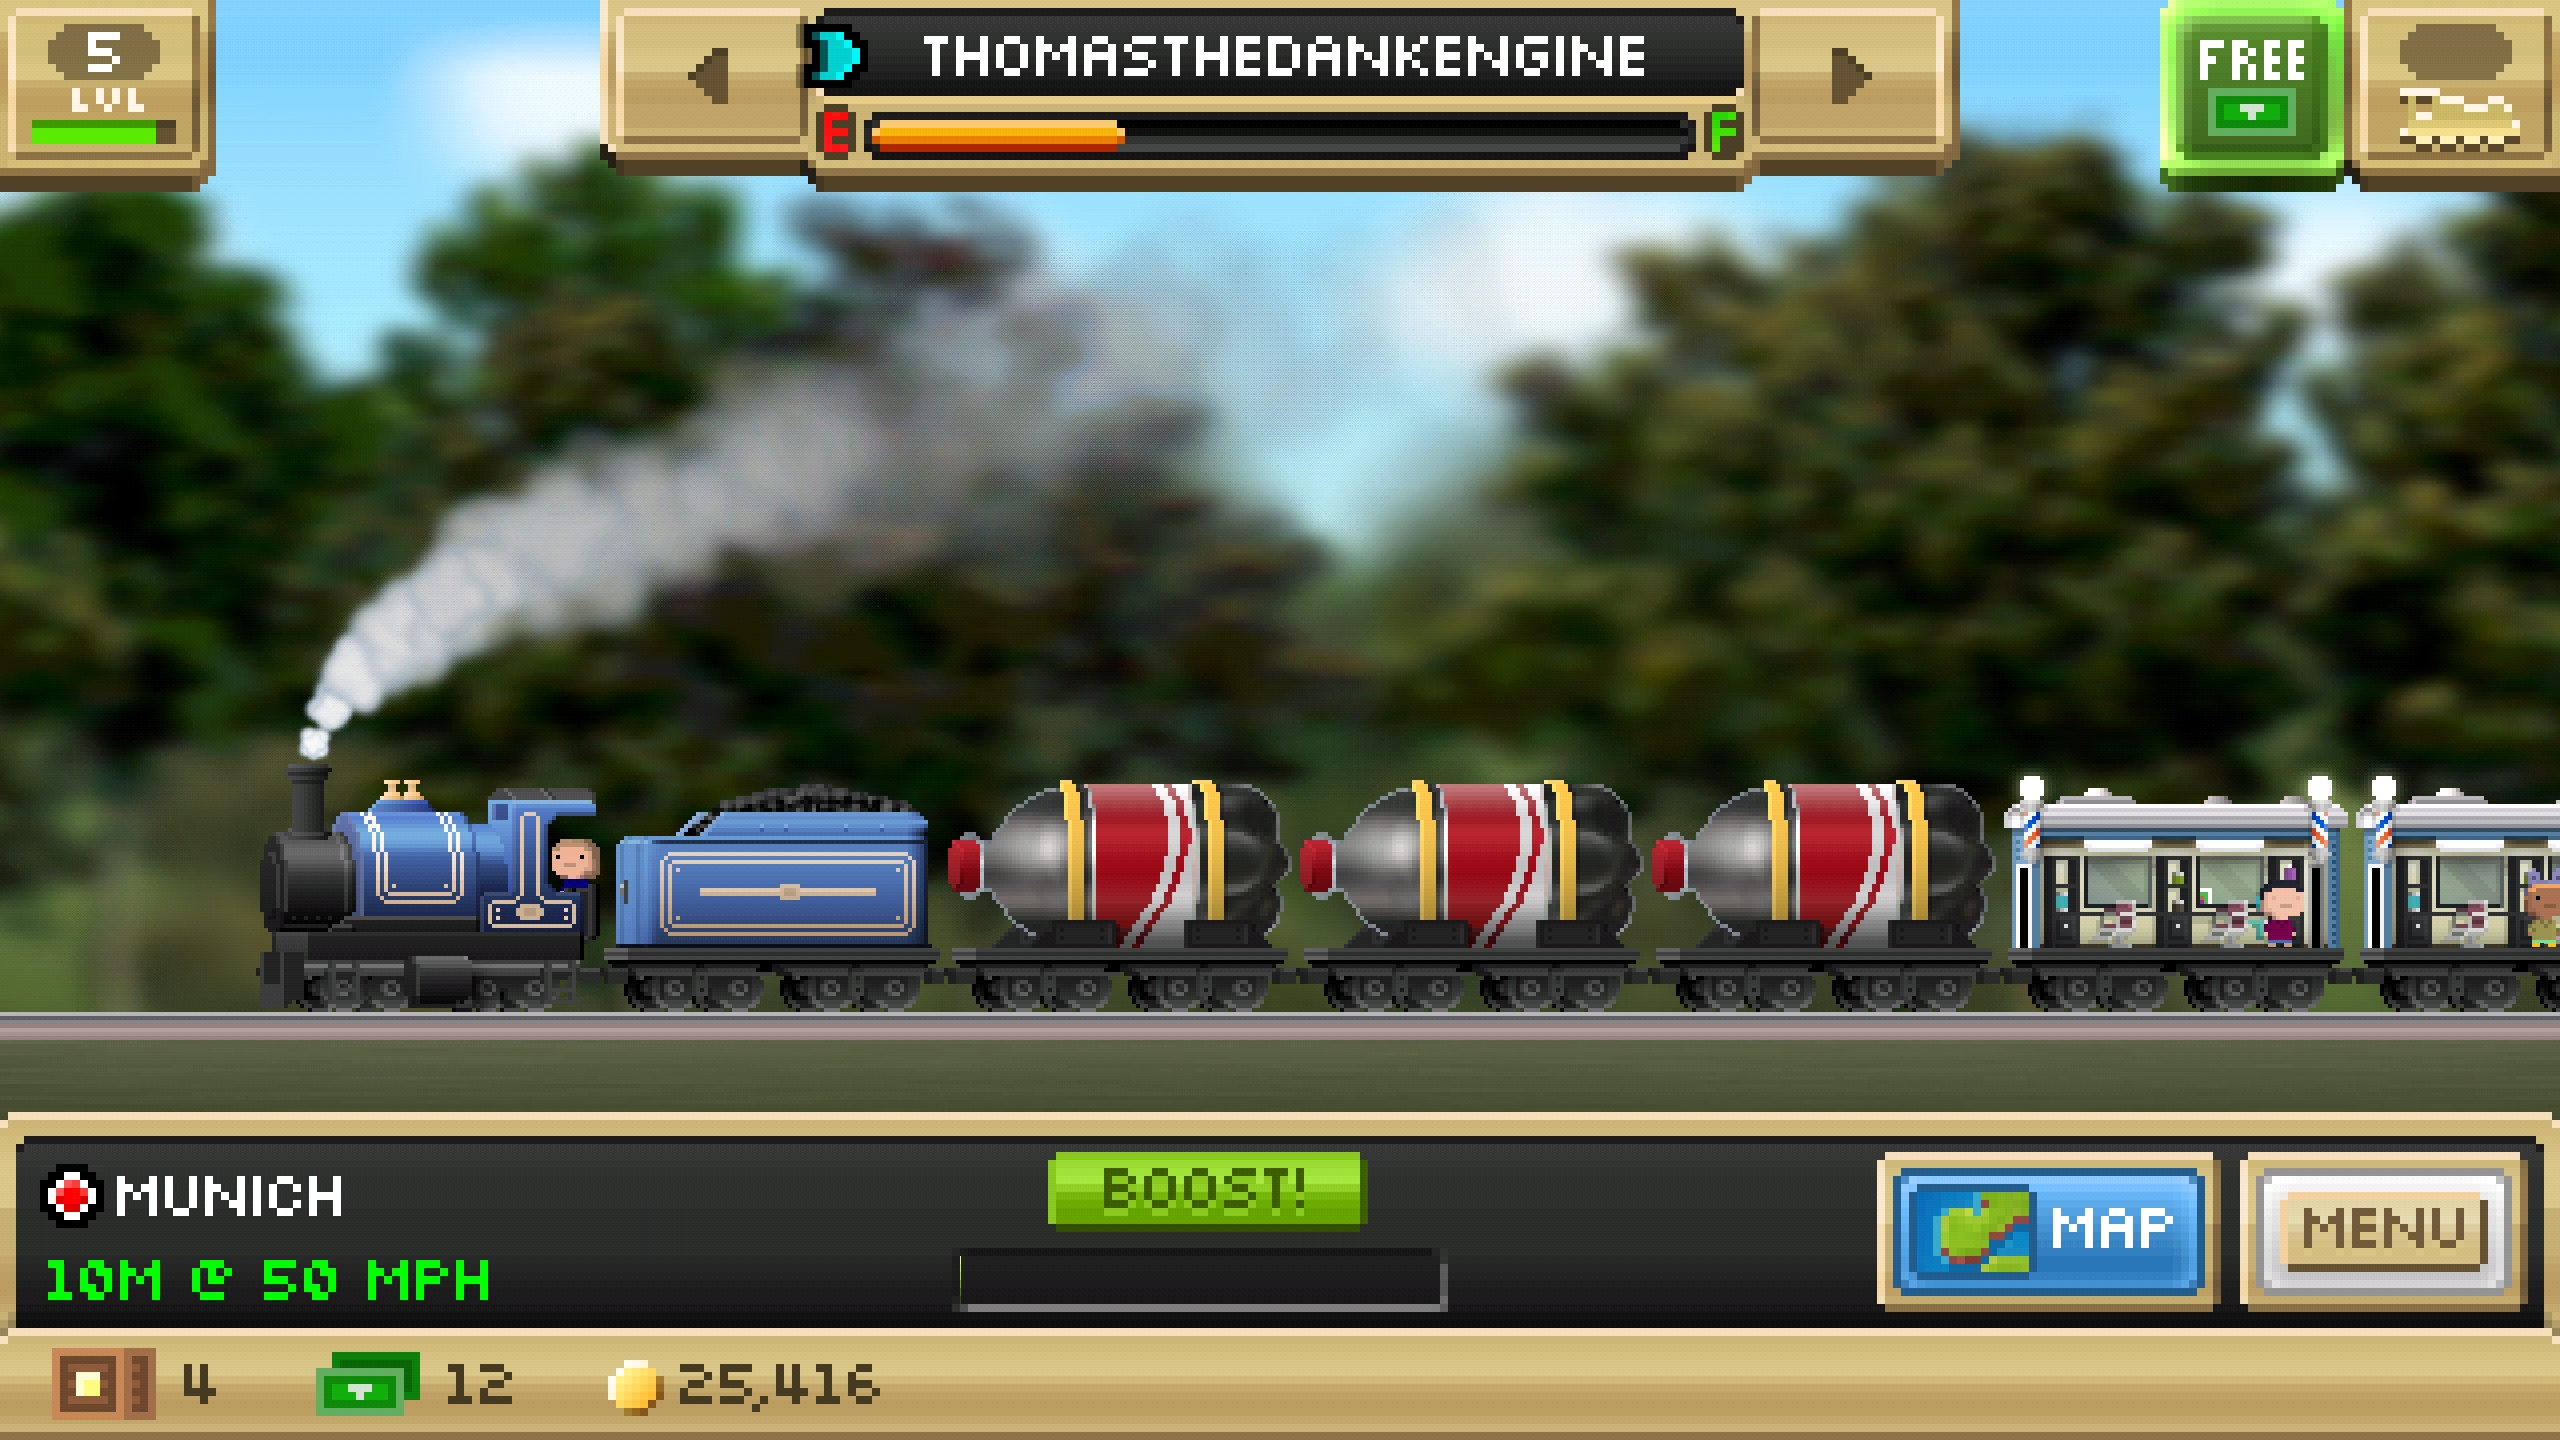 5
LVL
THOMASTHEDANKENGINE
E F
FREE
MUNICH
10M @ 50 MPH
BOOST!
MAP
MENU
4 12 25,416